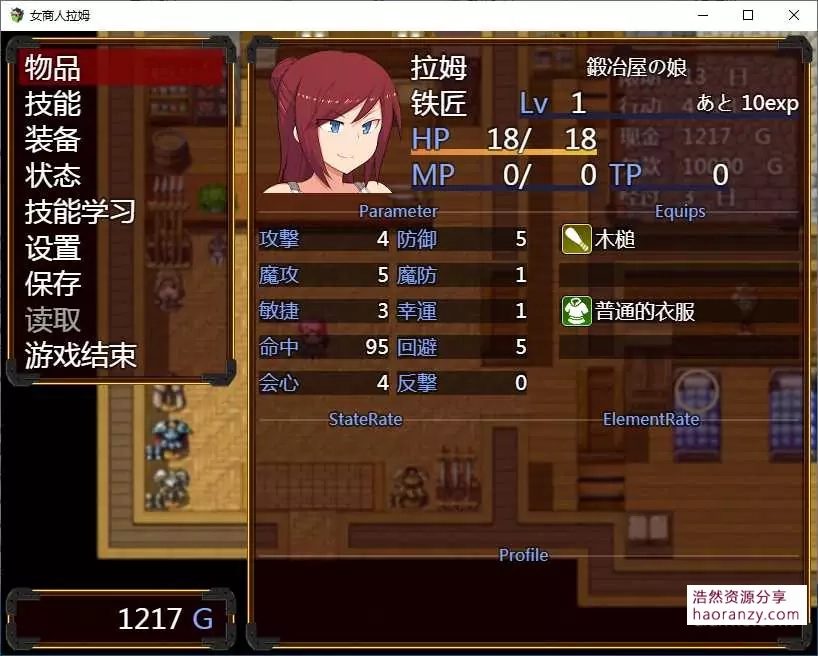 女商人拉姆
物品
技能
装备
状态
技能学习
设置
保存
读取
游戏结束
1217 G
拉姆 鍛冶屋の娘
铁匠 Lv 1 あと 10exp
HP 18/ 18
MP 0/ 0 TP 0
Parameter Equips
攻撃 4 防御 5 木槌
魔攻 5 魔防 1
敏捷 3 幸運 1 普通的衣服
命中 95 回避 5
会心 4 反撃 0
StateRate ElementRate
Profile
现金 1217 G
浩然资源分享
haoranzy.com